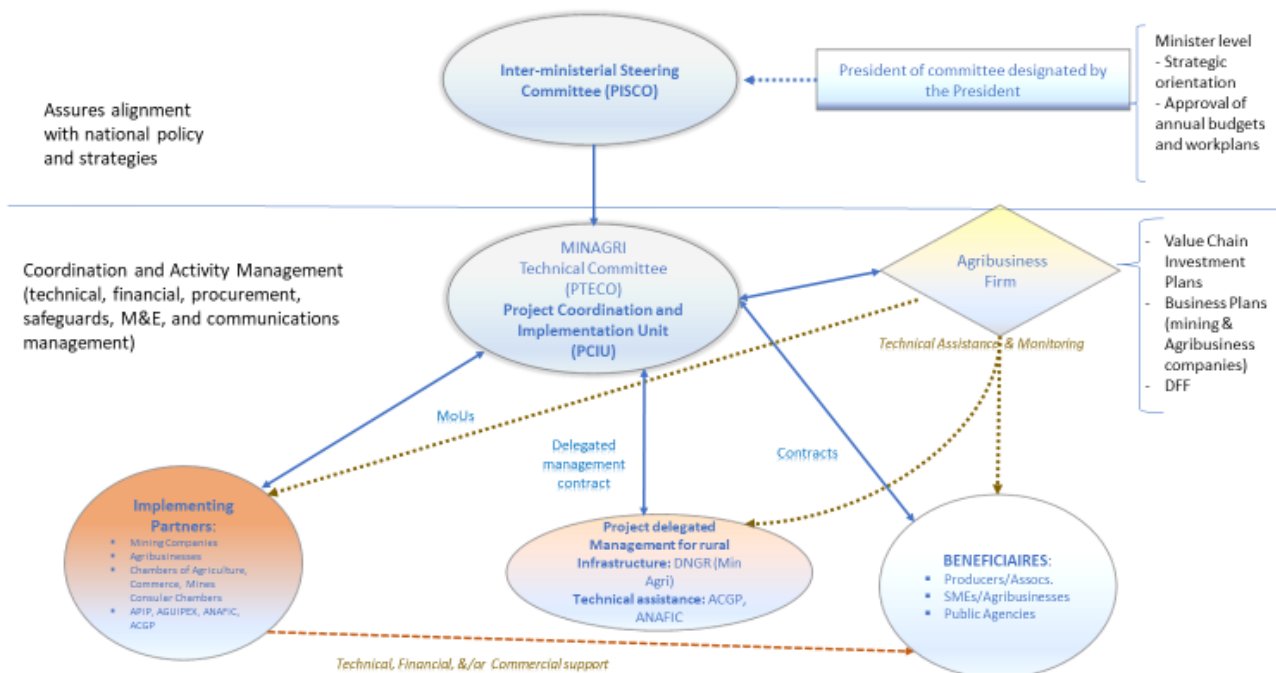 Inter-ministerial Steering
Committee (PISCO)
President of committee designated by
the President
Minister level
- Strategic
orientation
- Approval of
annual budgets
and workplans
Assures alignment
with national policy
and strategies
Coordination and Activity Management
(technical, financial, procurement,
safeguards, M&E, and communications
management)
MINAGRI
Technical Committee
(PTECO)
Project Coordination and
Implementation Unit
(PCIU)
Agribusiness
Firm
- Value Chain
Investment
Plans
- Business Plans
(mining &
Agribusiness
companies)
- DFF
Technical Assistance & Monitoring
MoUs
Delegated
management
contract
Contracts
Implementing
Partners:
▪ Mining Companies
▪ Agribusinesses
▪ Chambers of Agriculture,
Commerce, Mines
Consular Chambers
▪ APIP, AGUIPEX, ANAFIC,
ACGP
Project delegated
Management for rural
Infrastructure: DNGR (Min
Agri)
Technical assistance: ACGP,
ANAFIC
BENEFICIAIRES:
▪ Producers/Assocs.
▪ SMEs/Agribusinesses
▪ Public Agencies
Technical, Financial, &/or Commercial support